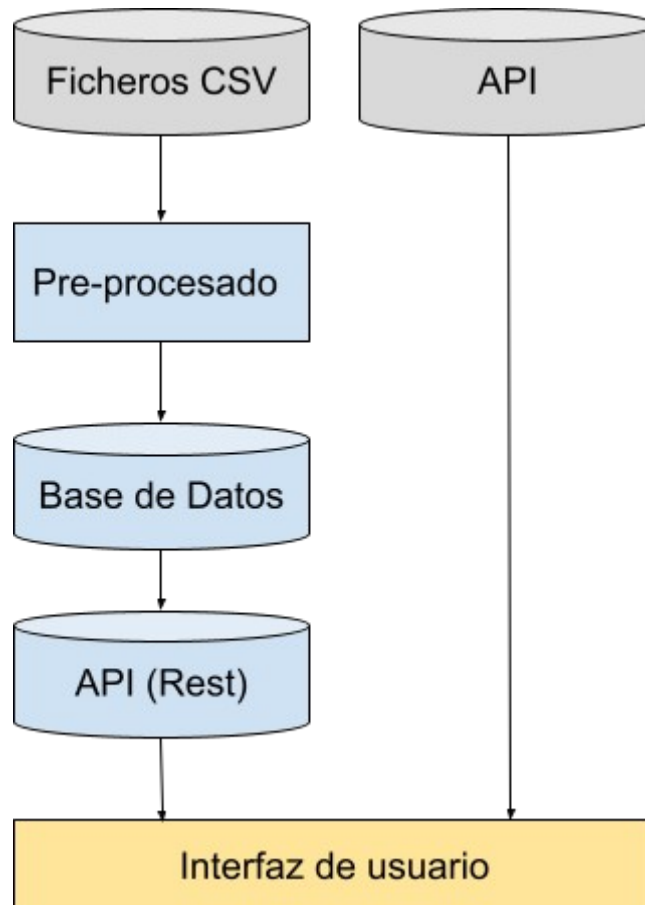 Ficheros CSV
API
Pre-procesado
Base de Datos
API (Rest)
Interfaz de usuario